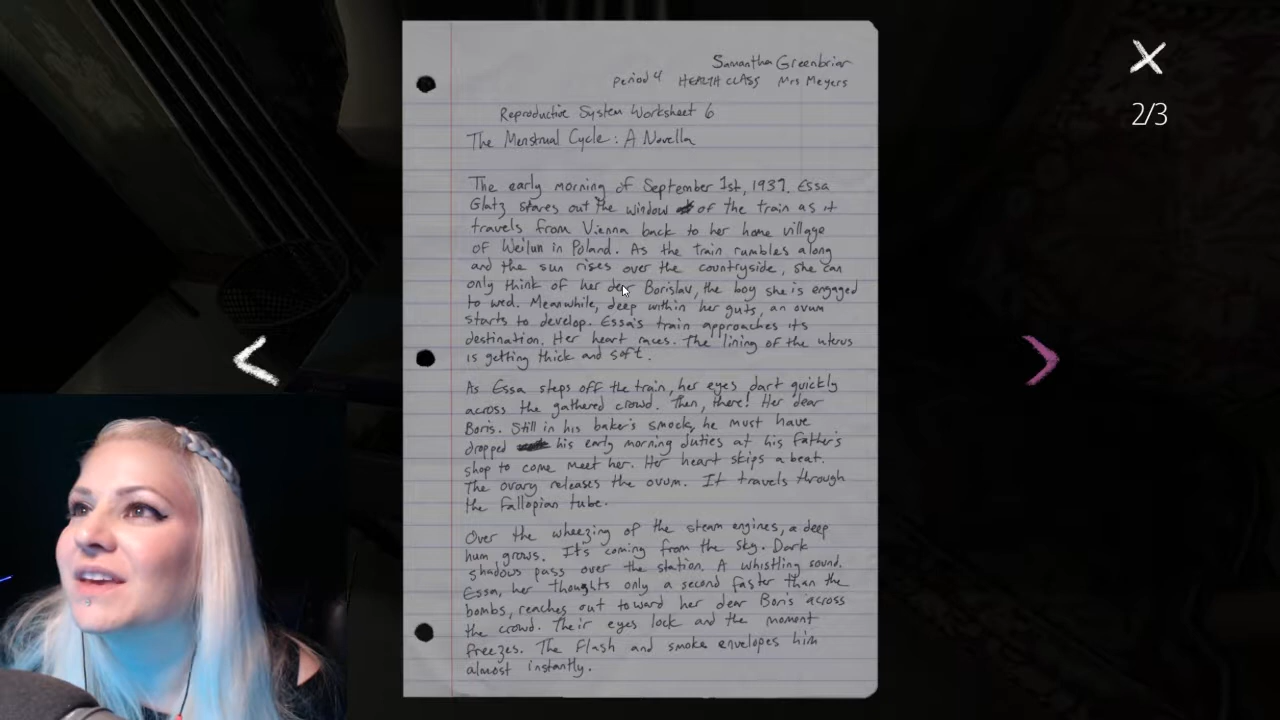 Samantha Greenbriar
period 4 HEALTH CLASS Mrs Meyers
2/3
Reproductive System Worksheet 6
The Menstrual Cycle: A Novella
The early morning of September 1st, 1937. Essa
Glatz stares out the window of the train as it
travels from Vienna back to her home village
of Weilun in Poland. As the train rumbles along
and the sun rises over the countryside, she can
only think of her dear Borislav, the boy she is engaged
to wed. Meanwhile, deep within her guts, an ovum
starts to develop. Essa's train approaches its
destination. Her heart races. The lining of the uterus
is getting thick and soft.
As Essa steps off the train, her eyes dart quickly
across the gathered crowd. Then, there! Her dear
Boris. Still in his baker's smock, he must have
dropped his early morning duties at his father's
shop to come meet her. Her heart skips a beat.
The ovary releases the ovum. It travels through
the fallopian tube.
Over the wheezing of the steam engines, a deep
hum grows. It's coming from the sky. Dark
shadows pass over the station. A whistling sound.
Essa, her thoughts only a second faster than the
bombs, reaches out toward her dear Boris across
the crowd. Their eyes lock and the moment
freezes. The flash and smoke envelopes him
almost instantly.